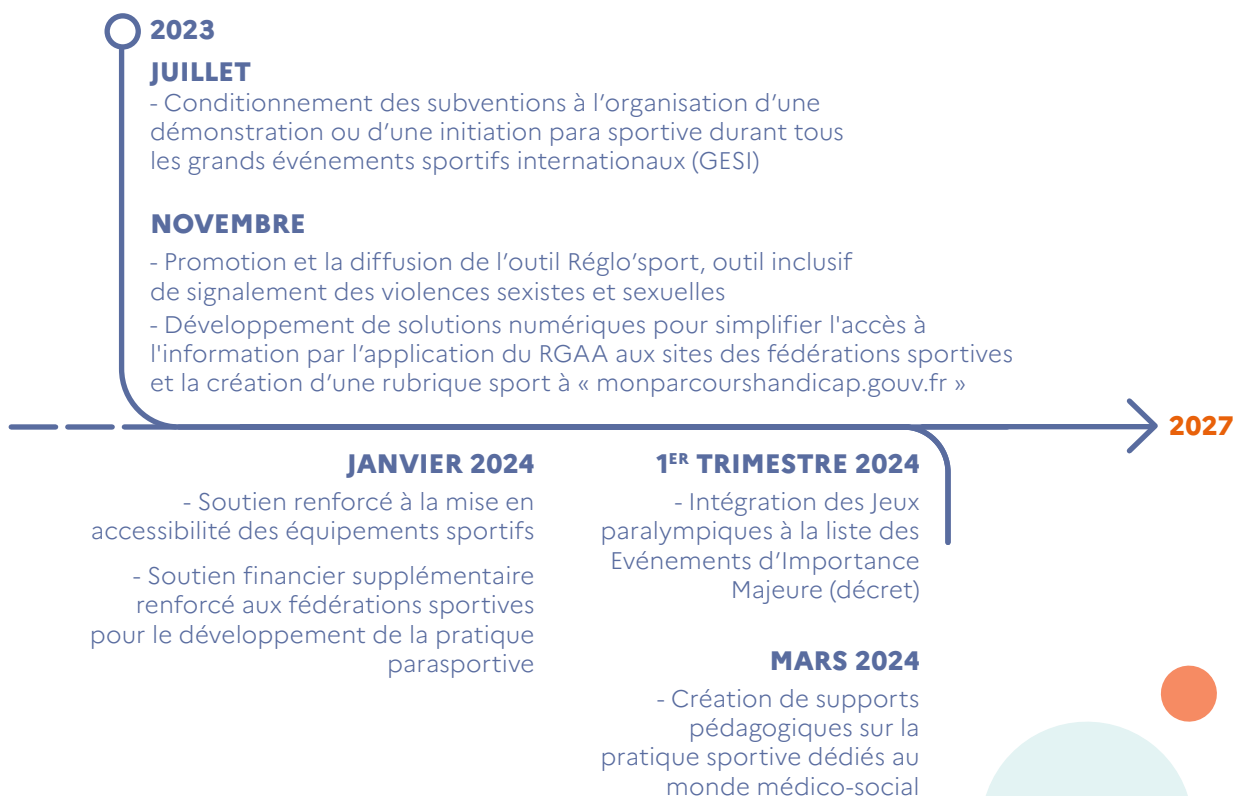 2023
JUILLET
- Conditionnement des subventions à l’organisation d’une
démonstration ou d’une initiation para sportive durant tous
les grands événements sportifs internationaux (GESI)
NOVEMBRE
- Promotion et la diffusion de l’outil Réglo’sport, outil inclusif
de signalement des violences sexistes et sexuelles
- Développement de solutions numériques pour simplifier l'accès à
l'information par l’application du RGAA aux sites des fédérations sportives
et la création d’une rubrique sport à « monparcourshandicap.gouv.fr »
2027
JANVIER 2024
- Soutien renforcé à la mise en
accessibilité des équipements sportifs
- Soutien financier supplémentaire
renforcé aux fédérations sportives
pour le développement de la pratique
parasportive
1ER TRIMESTRE 2024
- Intégration des Jeux
paralympiques à la liste des
Evénements d’Importance
Majeure (décret)
MARS 2024
- Création de supports
pédagogiques sur la
pratique sportive dédiés au
monde médico-social